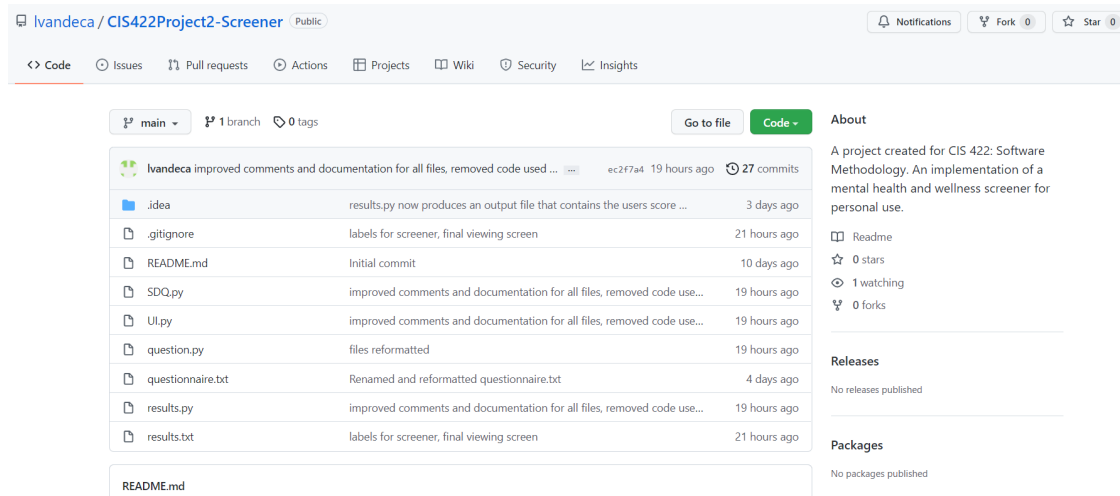 lvandeca / CIS422Project2-Screener Public
Notifications Fork 0 Star 0
<> Code Issues Pull requests Actions Projects Wiki Security Insights
main 1 branch 0 tags Go to file Code
lvandeca improved comments and documentation for all files, removed code used ... ... ec2f7a4 19 hours ago 27 commits
.idea results.py now produces an output file that contains the users score ... 3 days ago
.gitignore labels for screener, final viewing screen 21 hours ago
README.md Initial commit 10 days ago
SDQ.py improved comments and documentation for all files, removed code use... 19 hours ago
UI.py improved comments and documentation for all files, removed code use... 19 hours ago
question.py files reformatted 19 hours ago
questionnaire.txt Renamed and reformatted questionnaire.txt 4 days ago
results.py improved comments and documentation for all files, removed code use... 19 hours ago
results.txt labels for screener, final viewing screen 21 hours ago
README.md
About
A project created for CIS 422: Software
Methodology. An implementation of a
mental health and wellness screener for
personal use.
Readme
0 stars
1 watching
0 forks
Releases
No releases published
Packages
No packages published